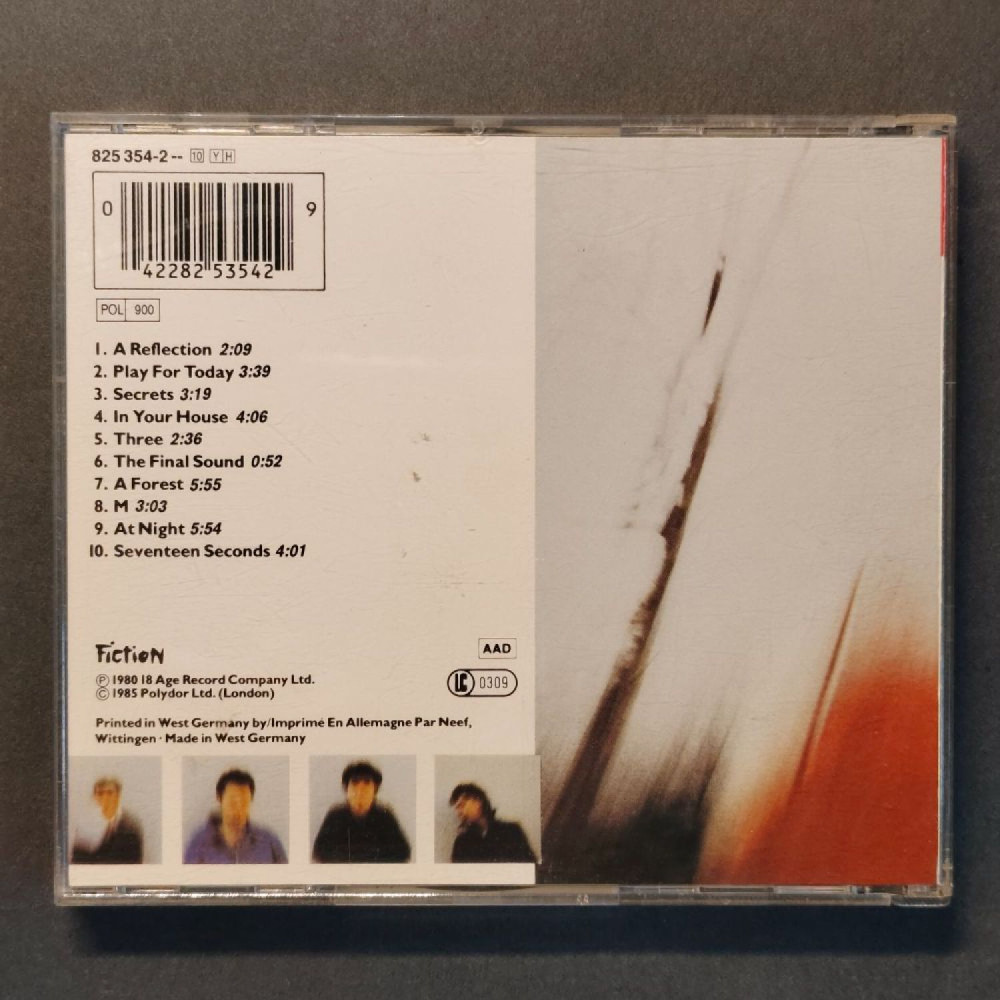 825 354-2 -- 10 Y H
0 42282 53542 9
POL 900
1. A Reflection 2:09
2. Play For Today 3:39
3. Secrets 3:19
4. In Your House 4:06
5. Three 2:36
6. The Final Sound 0:52
7. A Forest 5:55
8. M 3:03
9. At Night 5:54
10. Seventeen Seconds 4:01
Fiction
AAD
℗ 1980 18 Age Record Company Ltd.
© 1985 Polydor Ltd. (London)
LC 0309
Printed in West Germany by/Imprimé En Allemagne Par Neef,
Wittingen · Made in West Germany